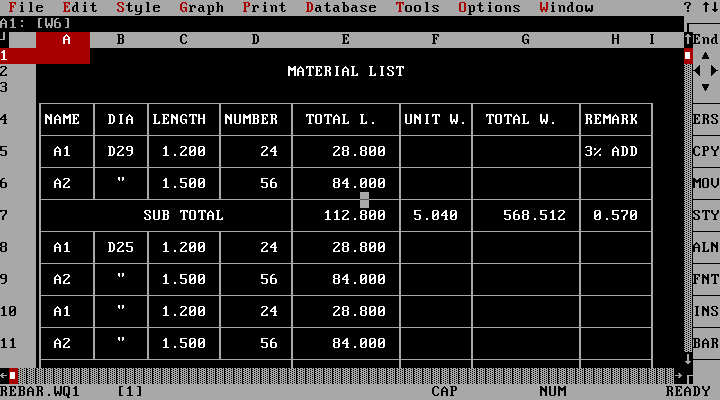 File Edit Style Graph Print Database Tools Options Window ? ↑↓
A1: [W6]
A B C D E F G H I End
1
2 MATERIAL LIST
3
4 NAME DIA LENGTH NUMBER TOTAL L. UNIT W. TOTAL W. REMARK ERS
5 A1 D29 1.200 24 28.800 3% ADD CPY
6 A2 " 1.500 56 84.000 MOV
7 SUB TOTAL 112.800 5.040 568.512 0.570 STY
8 A1 D25 1.200 24 28.800 ALN
9 A2 " 1.500 56 84.000 FNT
10 A1 " 1.200 24 28.800 INS
11 A2 " 1.500 56 84.000 BAR
REBAR.WQ1 [1] CAP NUM READY